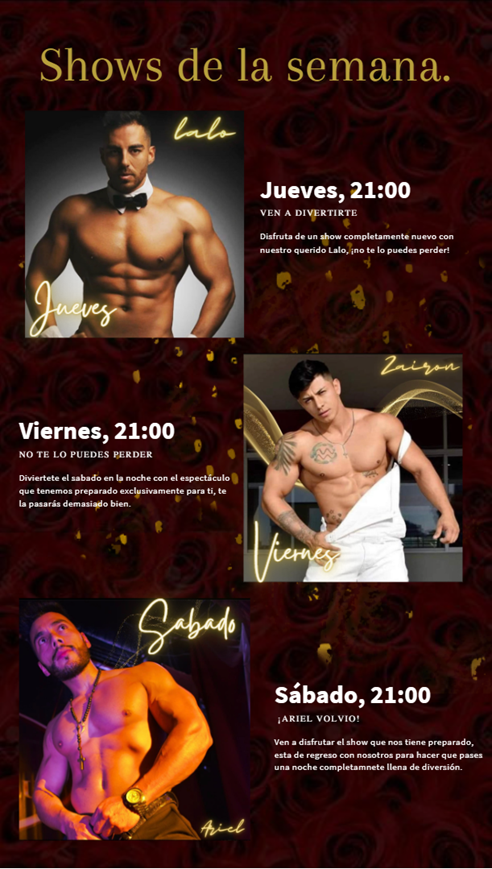 Shows de la semana.
lalo
Jueves
Jueves, 21:00
VEN A DIVERTIRTE
Disfruta de un show completamente nuevo con
nuestro querido Lalo, ¡no te lo puedes perder!
Zairon
Viernes
Viernes, 21:00
NO TE LO PUEDES PERDER
Diviertete el sabado en la noche con el espectáculo
que tenemos preparado exclusivamente para ti, te
la pasarás demasiado bien.
Sabado
Ariel
Sábado, 21:00
¡ARIEL VOLVIO!
Ven a disfrutar el show que nos tiene preparado,
esta de regreso con nosotros para hacer que pases
una noche completamnete llena de diversión.